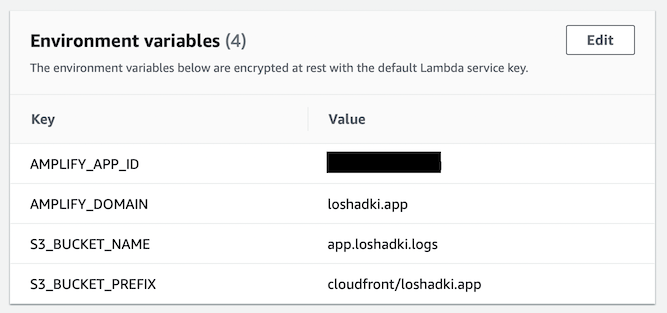 Environment variables (4)
Edit
The environment variables below are encrypted at rest with the default Lambda service key.
Key Value
AMPLIFY_APP_ID
AMPLIFY_DOMAIN loshadki.app
S3_BUCKET_NAME app.loshadki.logs
S3_BUCKET_PREFIX cloudfront/loshadki.app